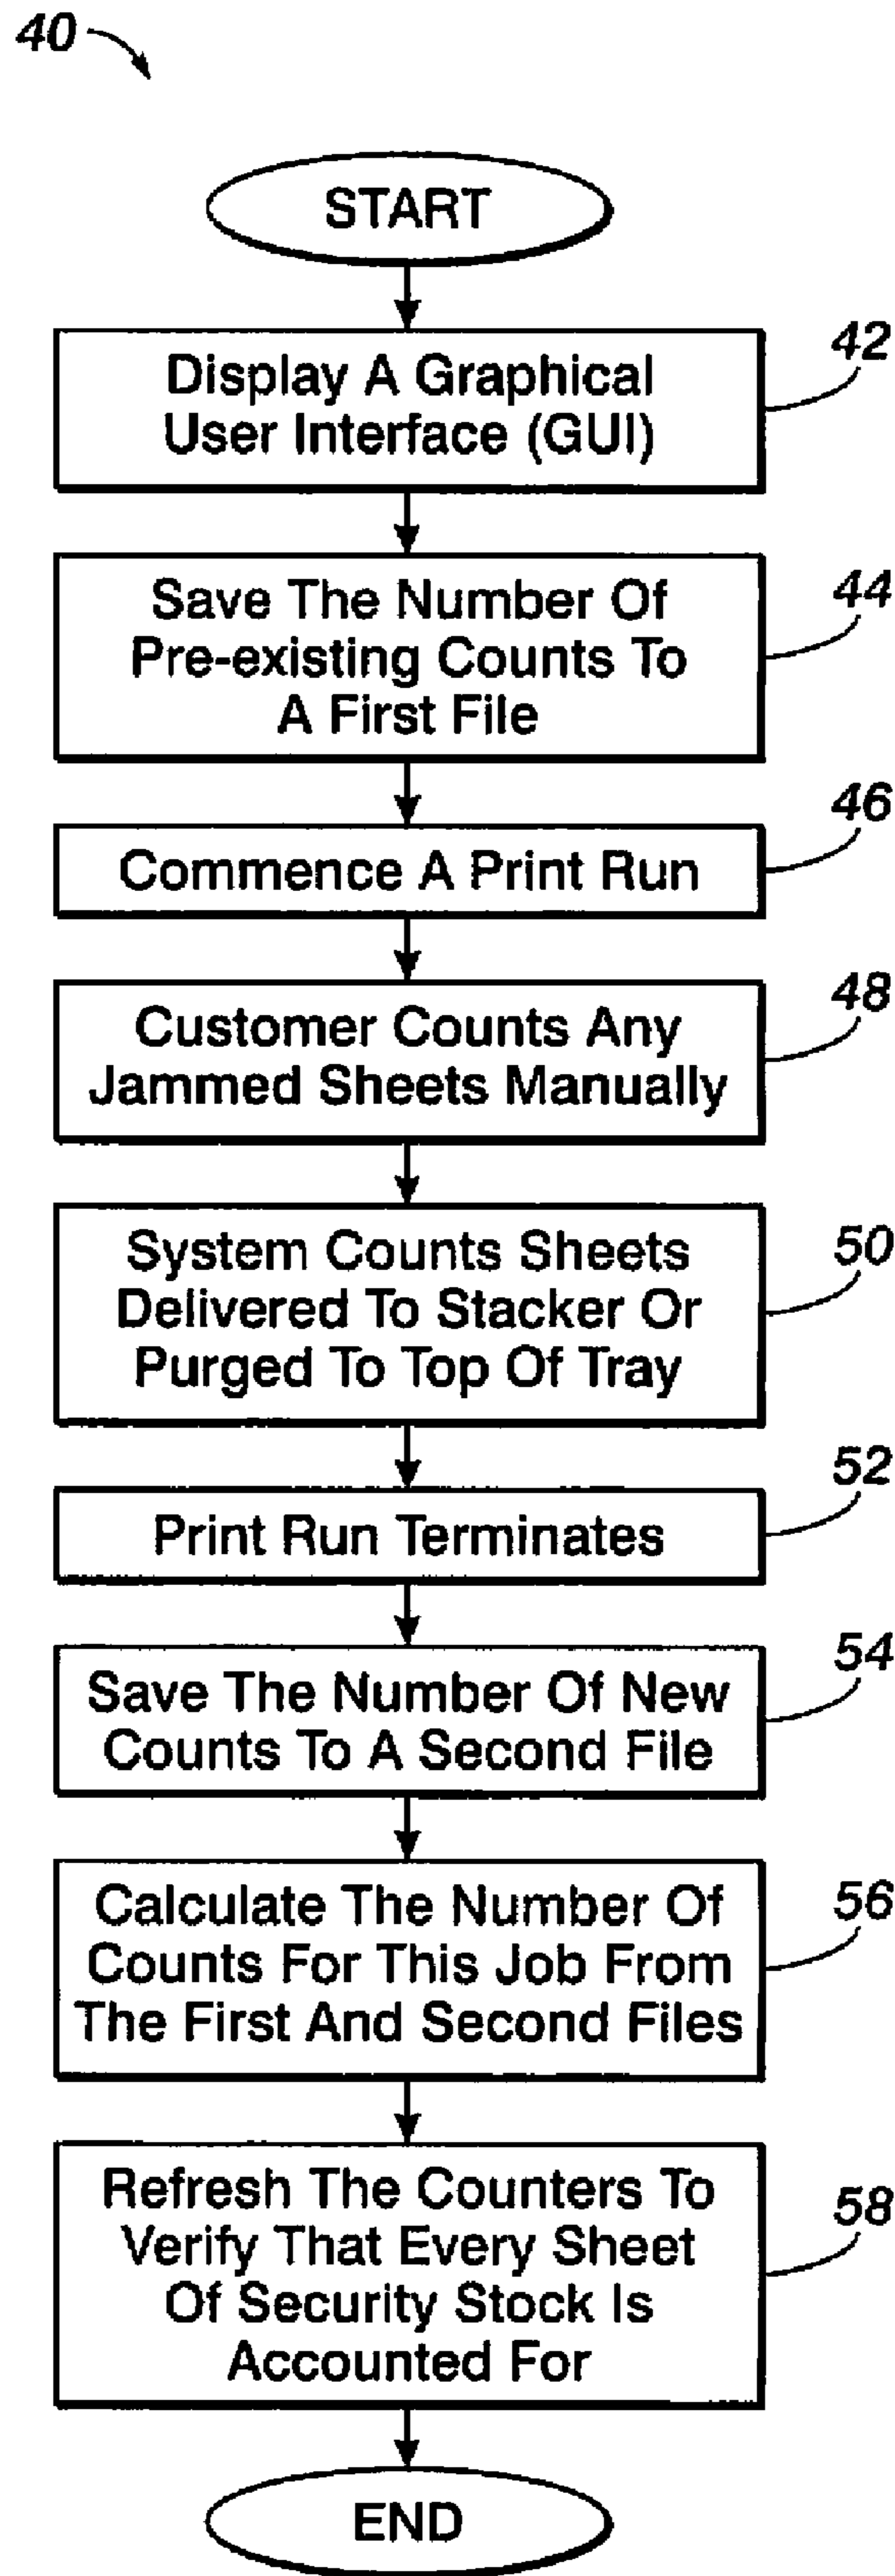 40
START
Display A Graphical
User Interface (GUI)
42
Save The Number Of
Pre-existing Counts To
A First File
44
Commence A Print Run
46
Customer Counts Any
Jammed Sheets Manually
48
System Counts Sheets
Delivered To Stacker Or
Purged To Top Of Tray
50
Print Run Terminates
52
Save The Number Of New
Counts To A Second File
54
Calculate The Number Of
Counts For This Job From
The First And Second Files
56
Refresh The Counters To
Verify That Every Sheet
Of Security Stock Is
Accounted For
58
END